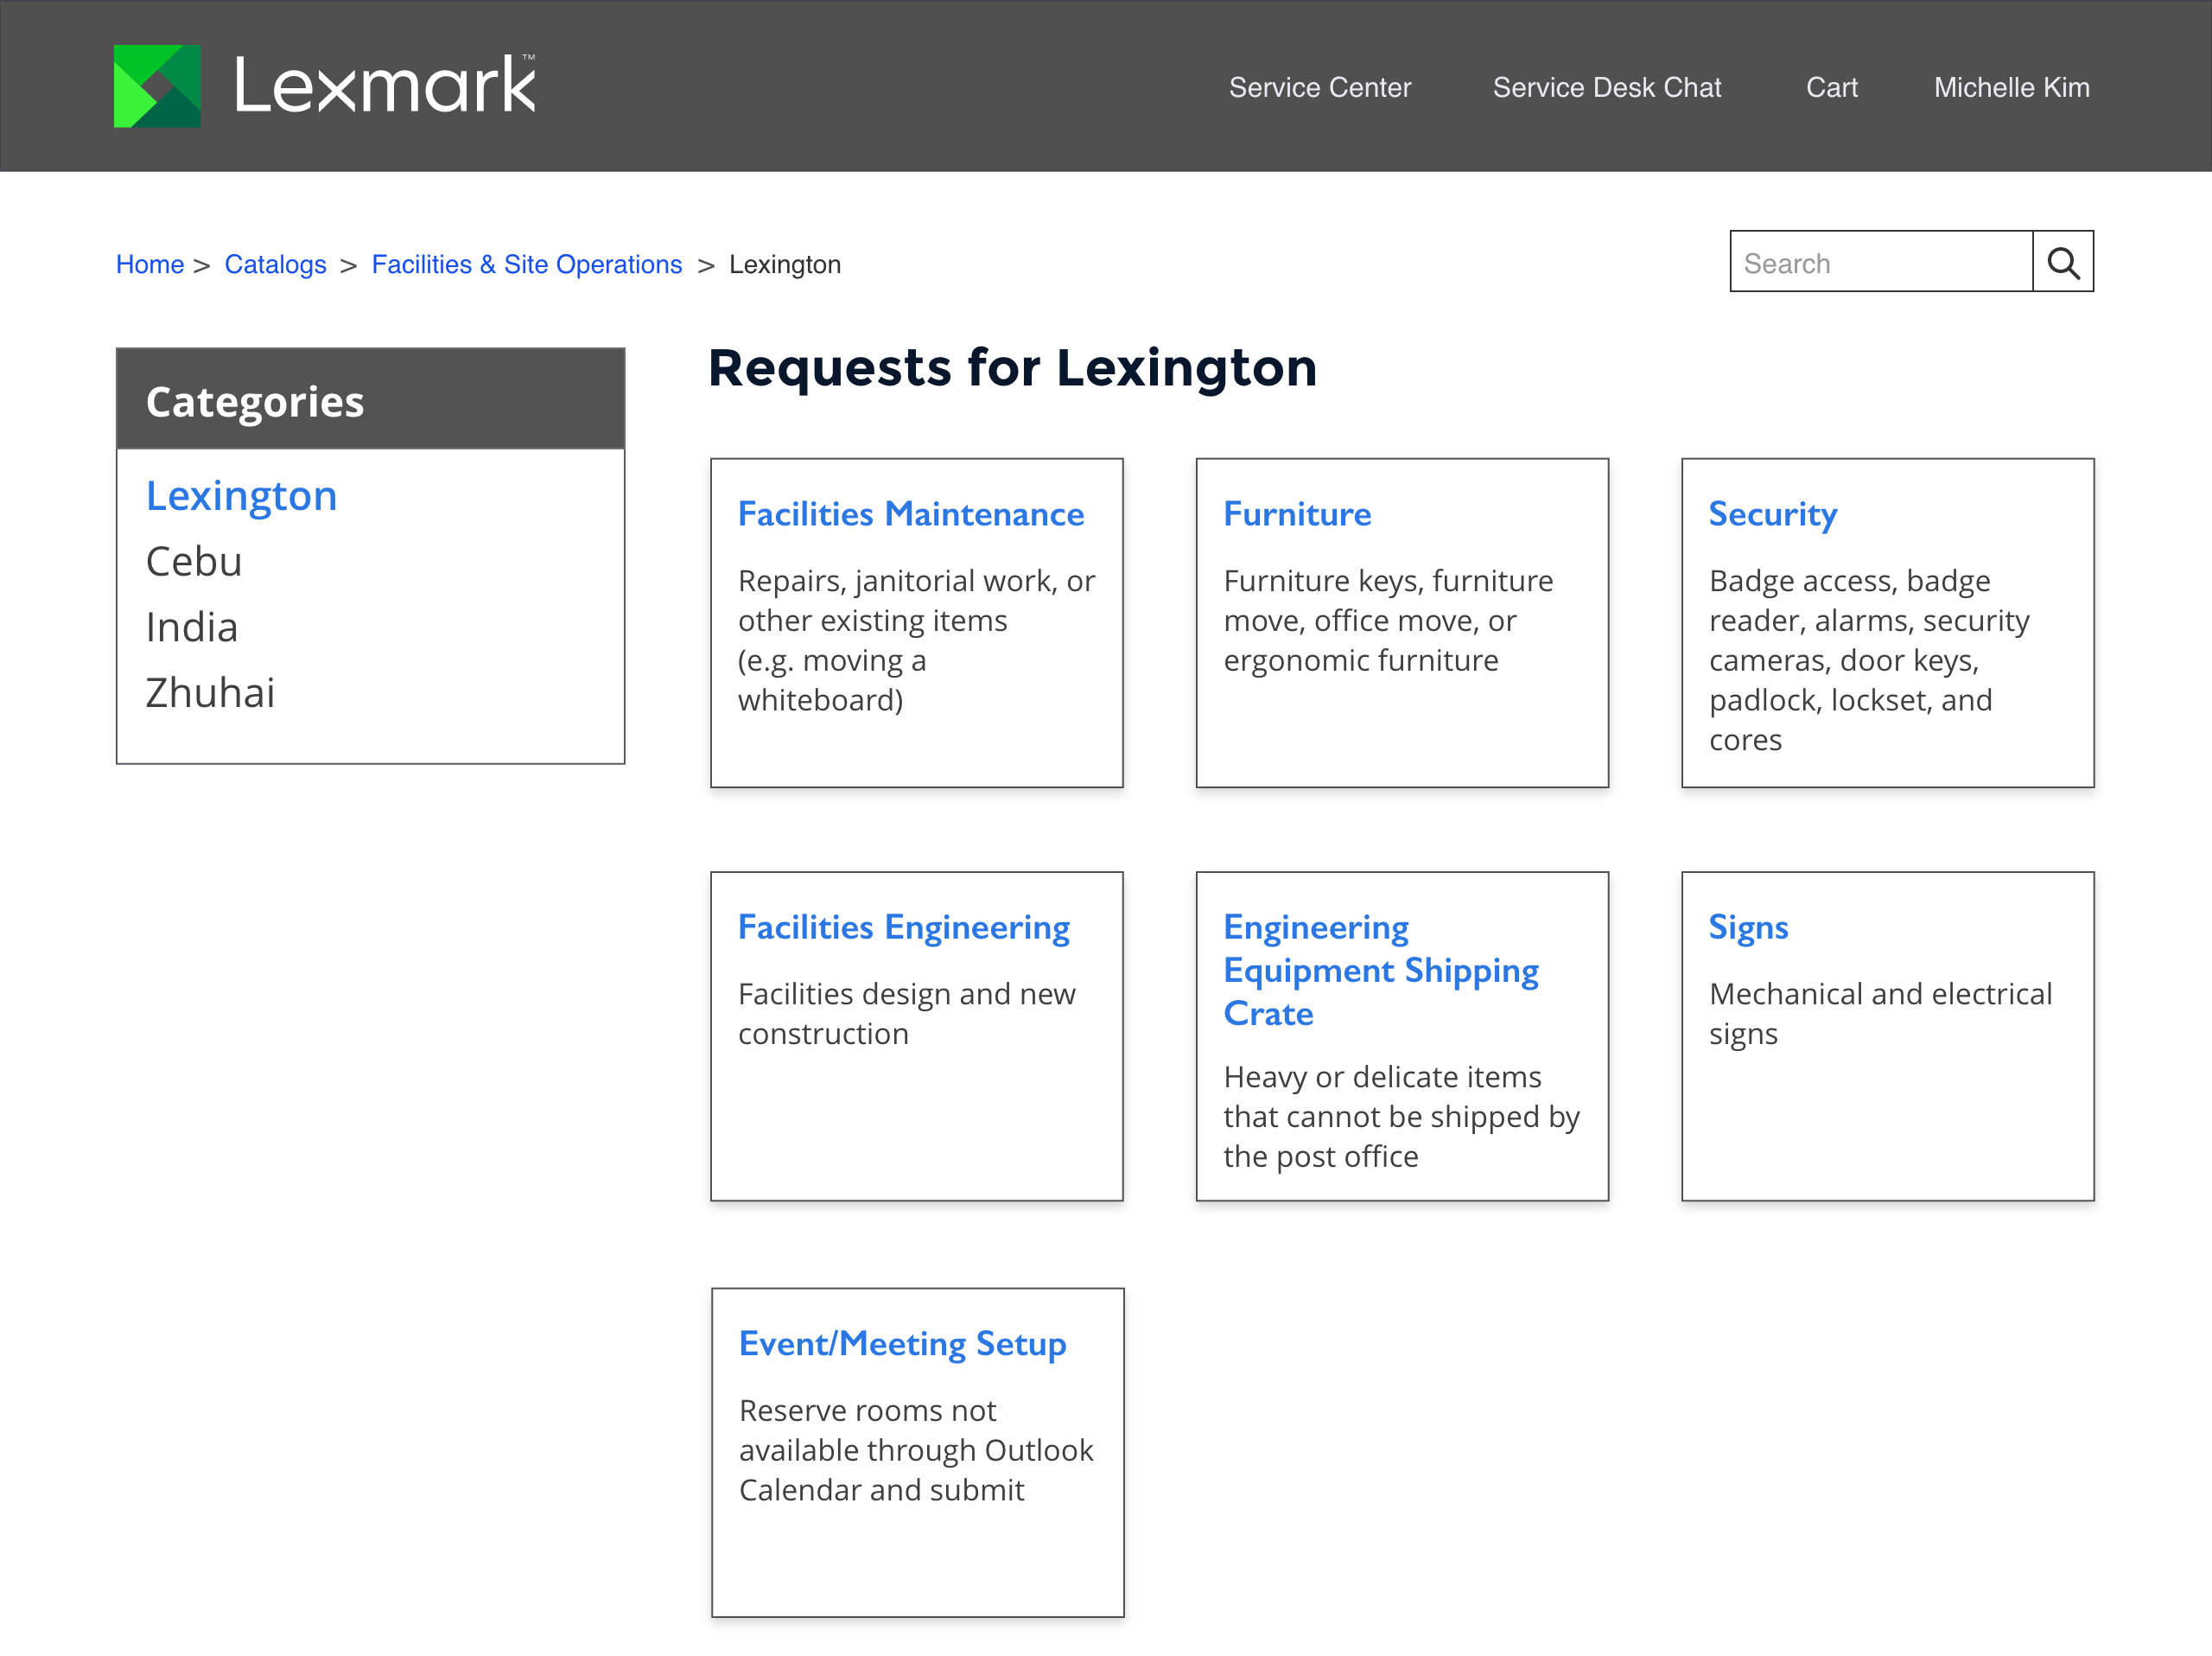 Lexmark™
Service Center
Service Desk Chat
Cart
Michelle Kim
Home > Catalogs > Facilities & Site Operations > Lexington
Search
Categories
Lexington
Cebu
India
Zhuhai
Requests for Lexington
Facilities Maintenance
Repairs, janitorial work, or
other existing items
(e.g. moving a
whiteboard)
Furniture
Furniture keys, furniture
move, office move, or
ergonomic furniture
Security
Badge access, badge
reader, alarms, security
cameras, door keys,
padlock, lockset, and
cores
Facilities Engineering
Facilities design and new
construction
Engineering
Equipment Shipping
Crate
Heavy or delicate items
that cannot be shipped by
the post office
Signs
Mechanical and electrical
signs
Event/Meeting Setup
Reserve rooms not
available through Outlook
Calendar and submit